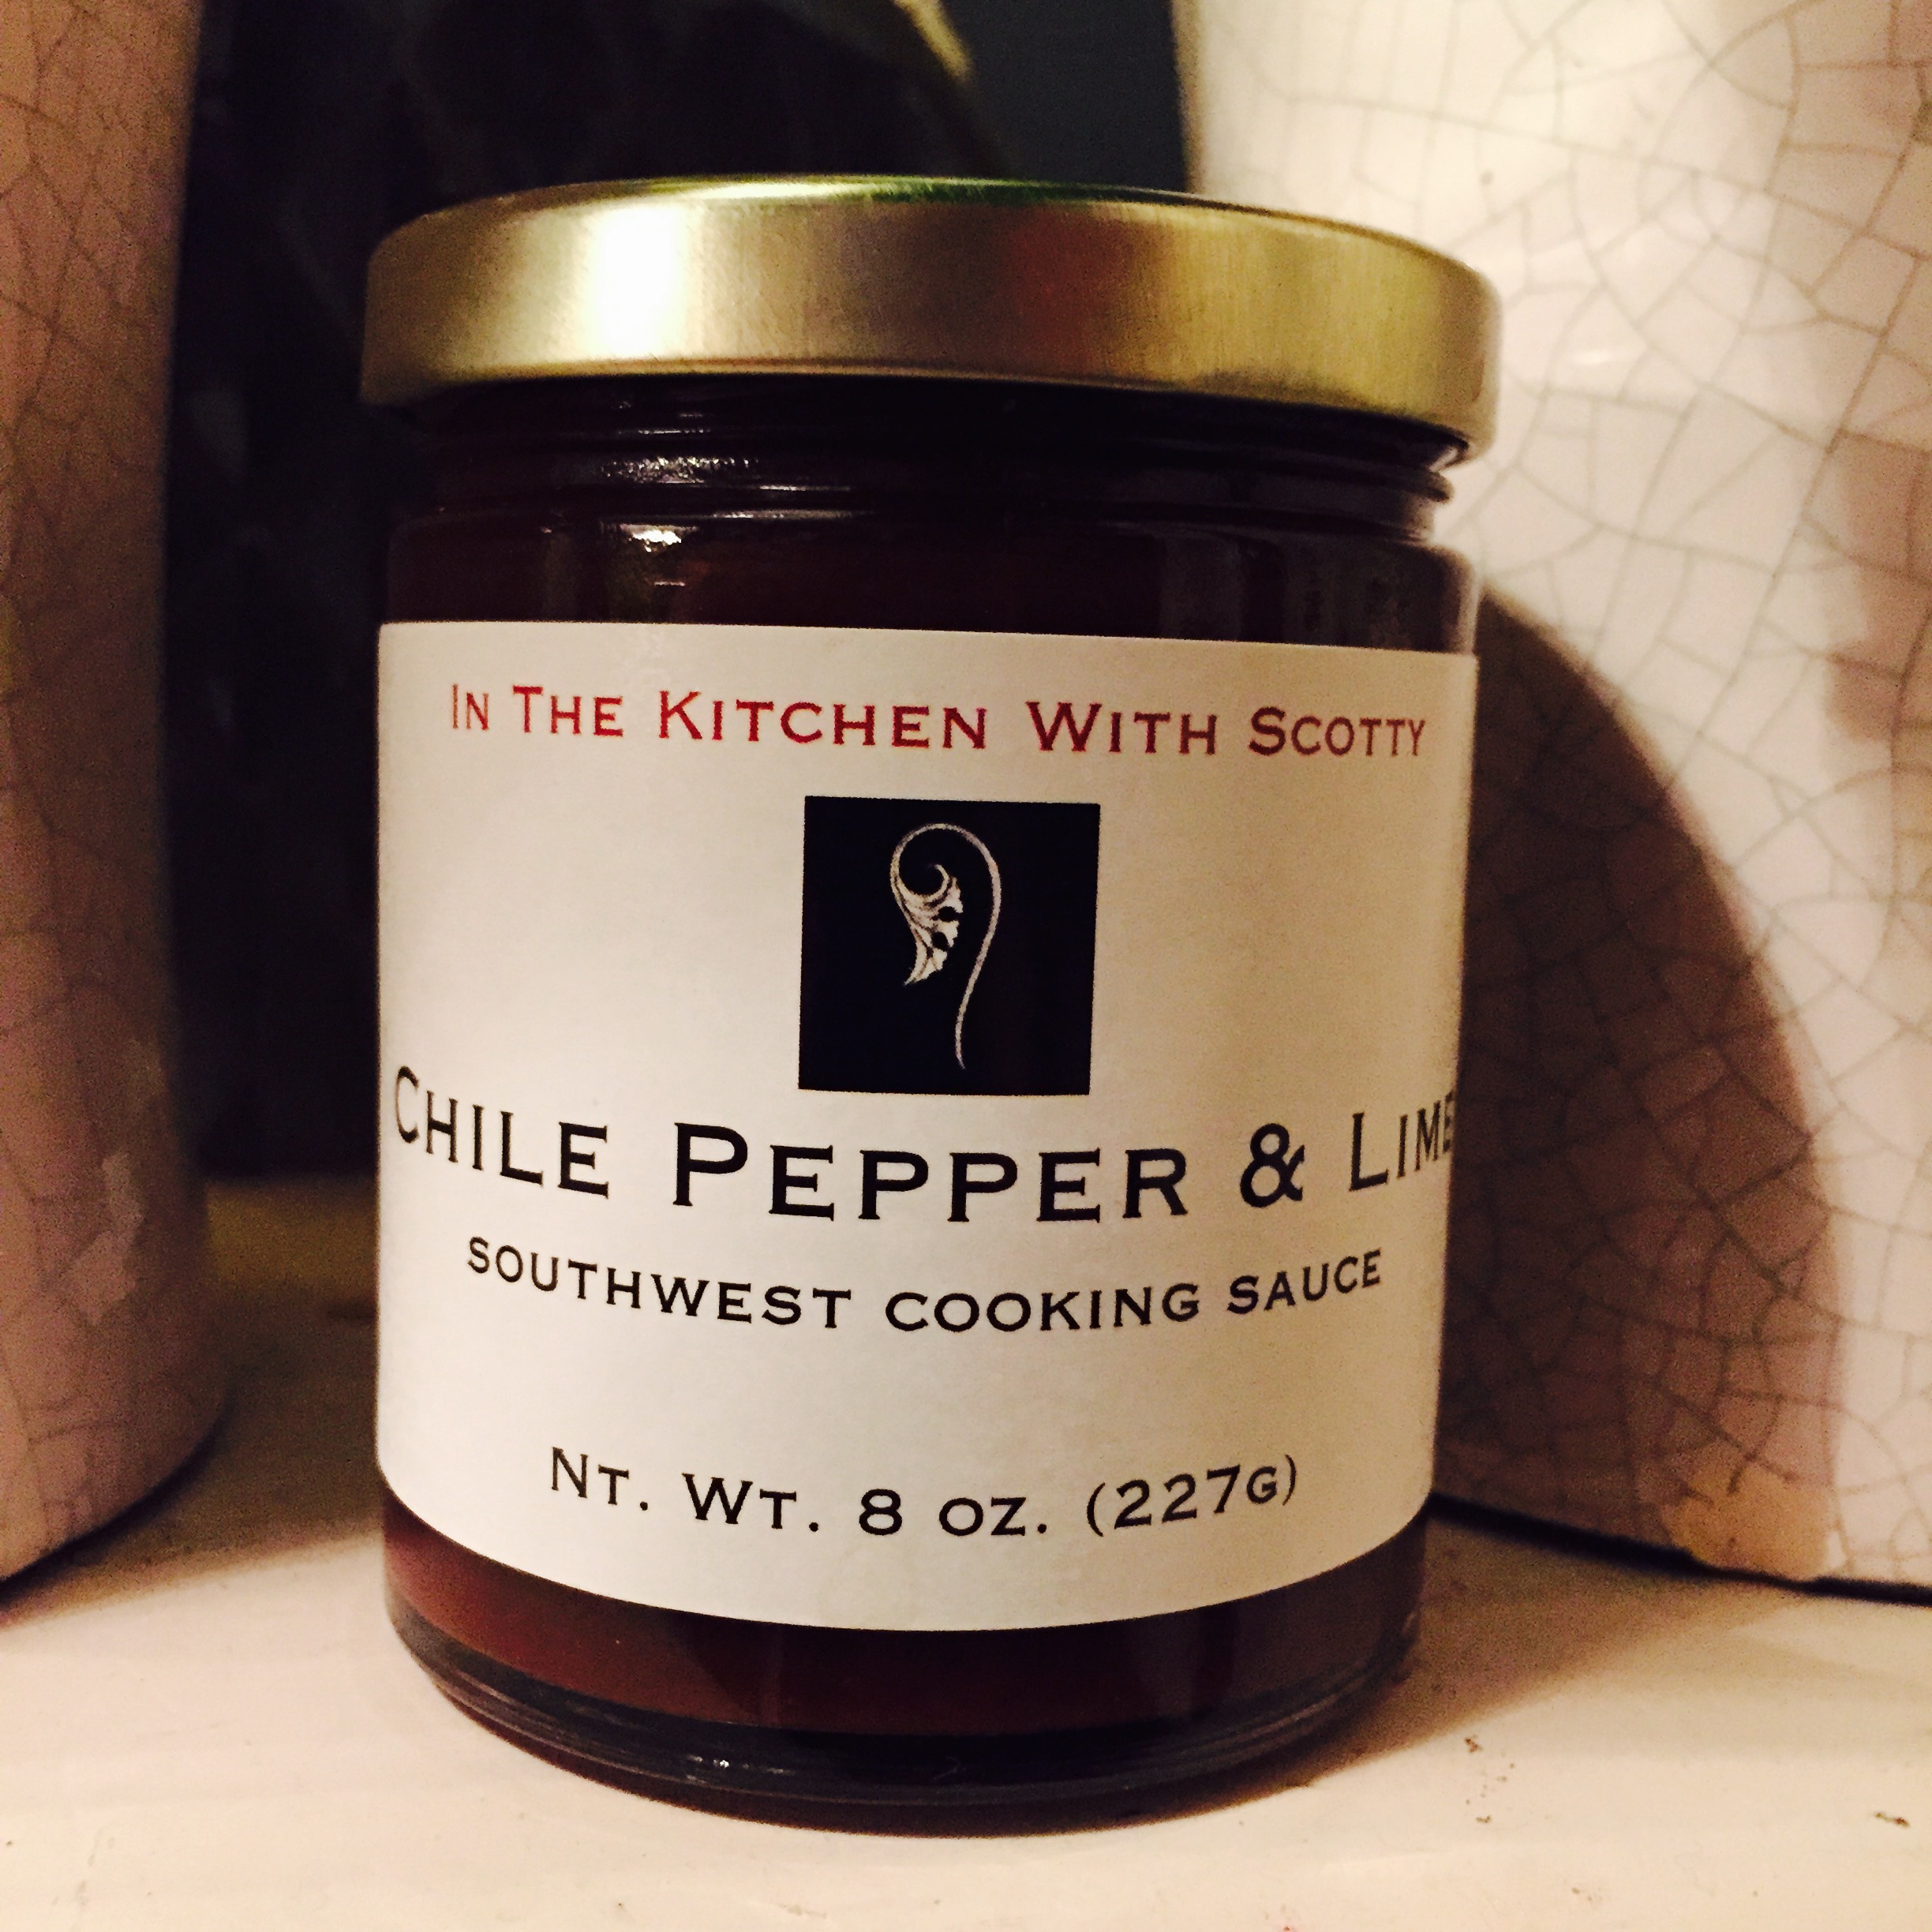 In The Kitchen With Scotty
Chile Pepper & Lime
southwest cooking sauce
Nt. Wt. 8 oz. (227g)